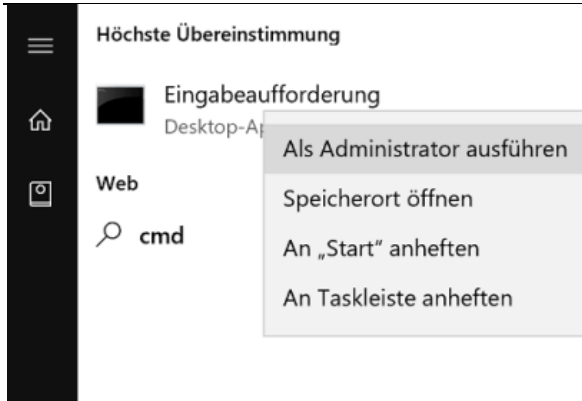 Höchste Übereinstimmung
Eingabeaufforderung
Desktop-Ap
Als Administrator ausführen
Speicherort öffnen
Web
An „Start“ anheften
cmd
An Taskleiste anheften